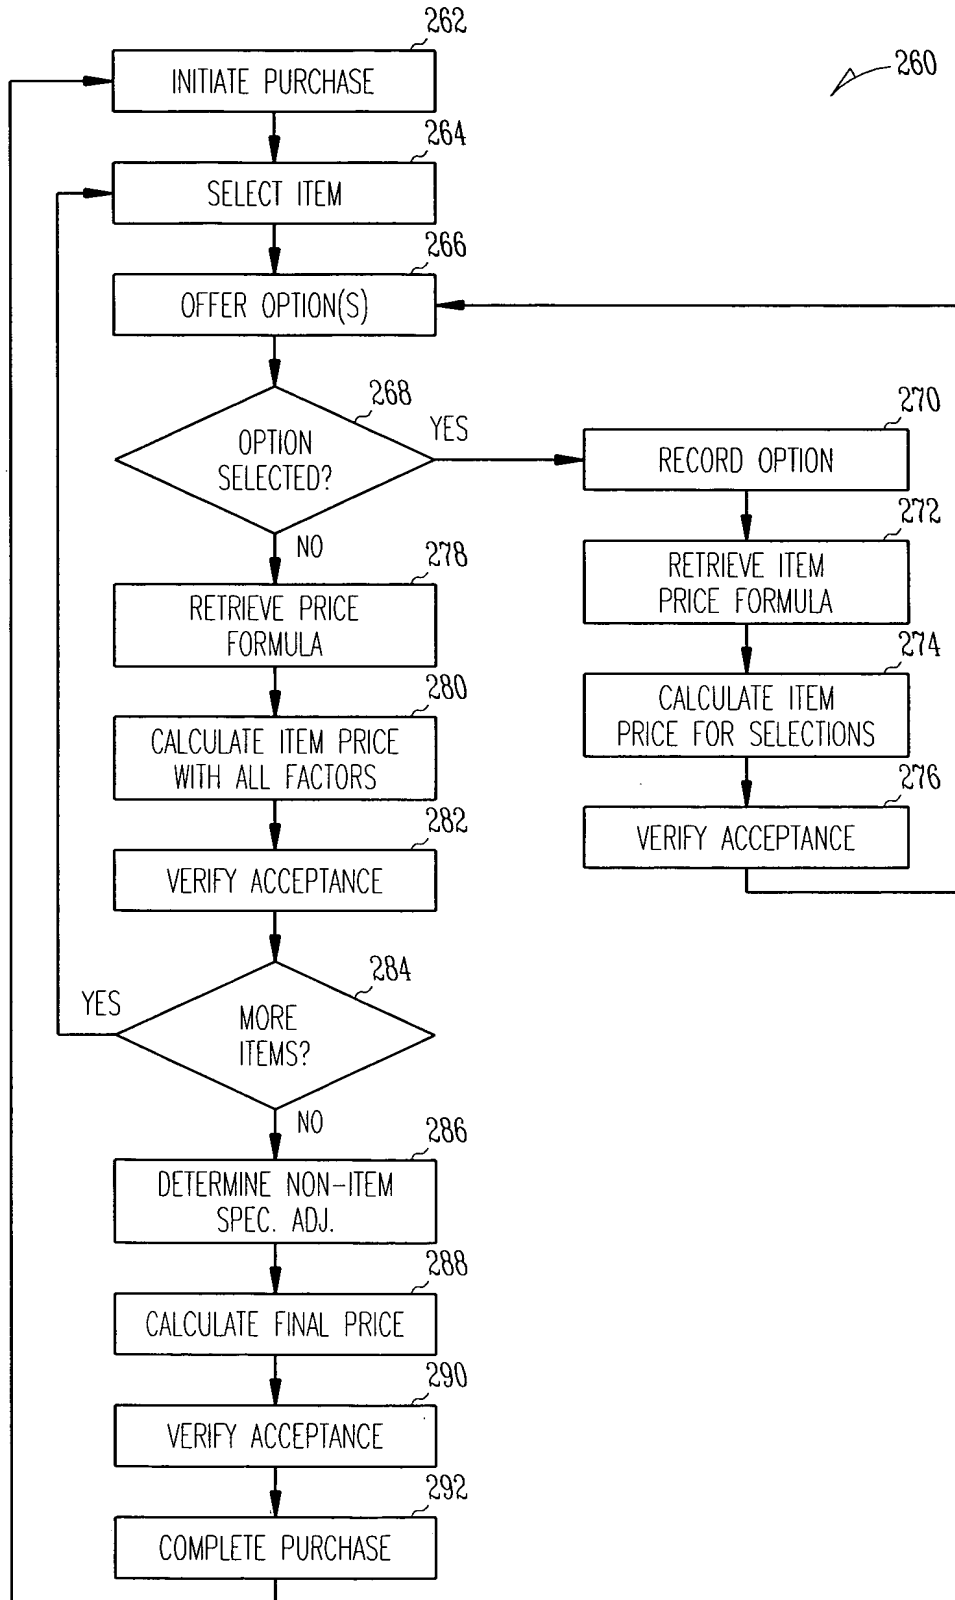 262
INITIATE PURCHASE
260
264
SELECT ITEM
266
OFFER OPTION(S)
268
OPTION
SELECTED?
YES
NO
270
RECORD OPTION
272
RETRIEVE ITEM
PRICE FORMULA
274
CALCULATE ITEM
PRICE FOR SELECTIONS
276
VERIFY ACCEPTANCE
278
RETRIEVE PRICE
FORMULA
280
CALCULATE ITEM PRICE
WITH ALL FACTORS
282
VERIFY ACCEPTANCE
284
YES
MORE
ITEMS?
NO
286
DETERMINE NON-ITEM
SPEC. ADJ.
288
CALCULATE FINAL PRICE
290
VERIFY ACCEPTANCE
292
COMPLETE PURCHASE